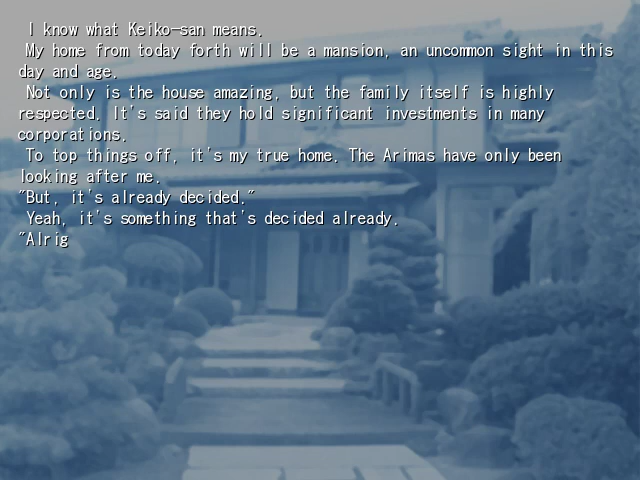 I know what Keiko-san means.
My home from today forth will be a mansion, an uncommon sight in this
day and age.
Not only is the house amazing, but the family itself is highly
respected. It's said they hold significant investments in many
corporations.
To top things off, it's my true home. The Arimas have only been
looking after me.
"But, it's already decided."
Yeah, it's something that's decided already.
"Alrig